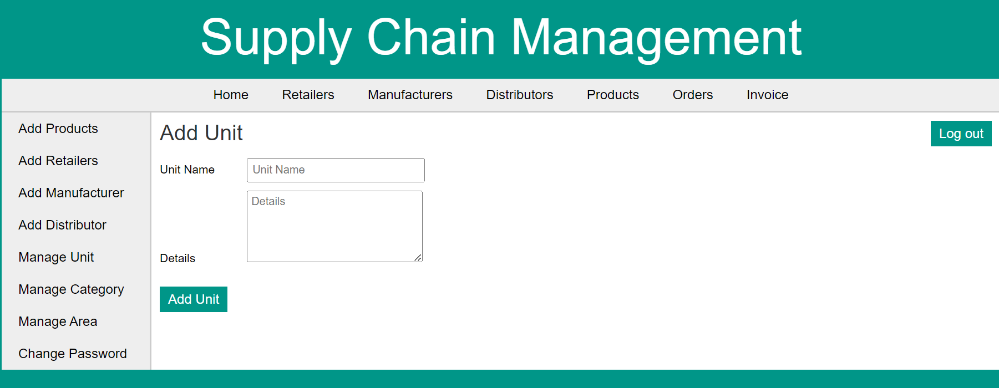 Supply Chain Management
Home Retailers Manufacturers Distributors Products Orders Invoice
Add Products
Add Retailers
Add Manufacturer
Add Distributor
Manage Unit
Manage Category
Manage Area
Change Password
Add Unit
Log out
Unit Name Unit Name
Details
Details
Add Unit